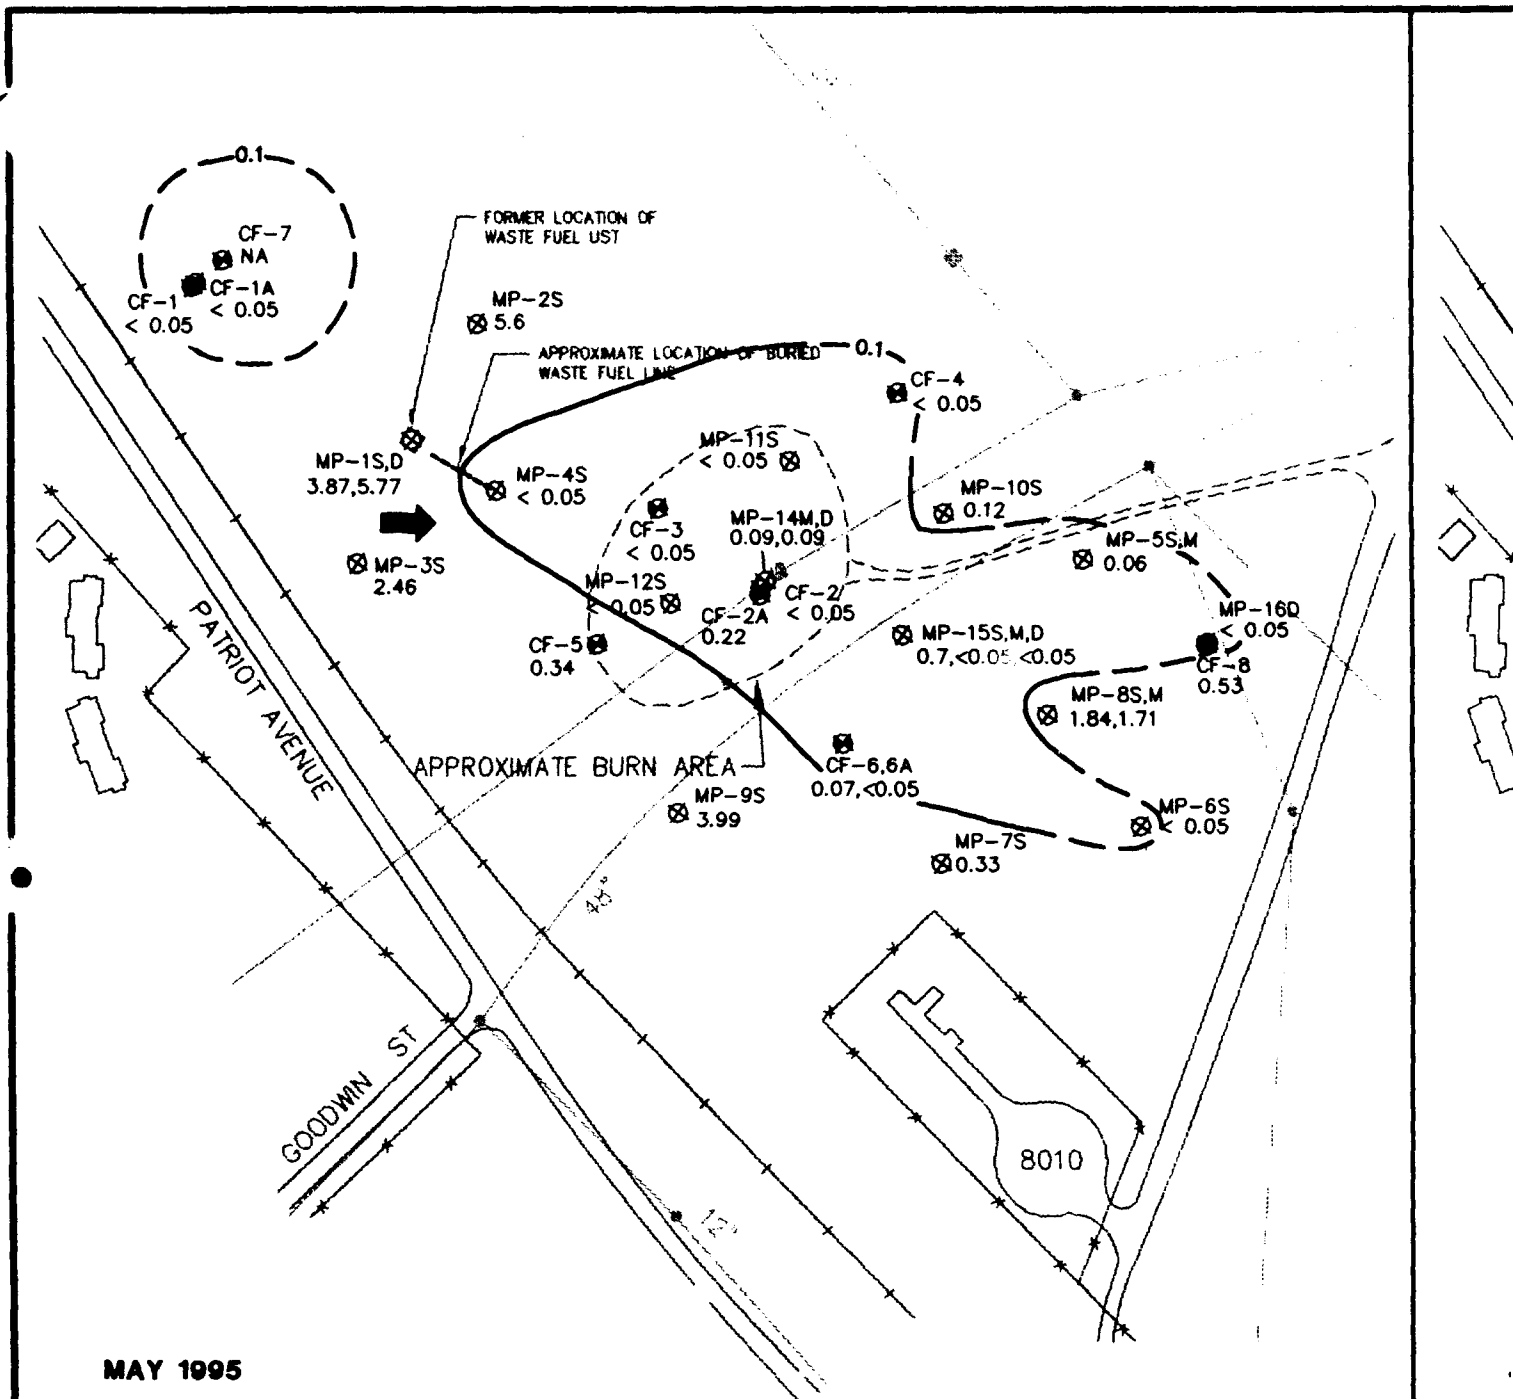 0.1
CF-7
NA
CF-1A
< 0.05
CF-1
< 0.05
FORMER LOCATION OF
WASTE FUEL UST
MP-2S
5.6
APPROXIMATE LOCATION OF BURIED
WASTE FUEL LINE
0.1
CF-4
< 0.05
MP-1S,D
3.87,5.77
MP-4S
< 0.05
MP-11S
< 0.05
MP-10S
0.12
CF-3
< 0.05
MP-14M,D
0.09,0.09
MP-5S,M
0.06
MP-3S
2.46
MP-12S
< 0.05
CF-2
< 0.05
CF-2A
0.22
MP-16D
< 0.05
CF-5
0.34
MP-15S,M,D
0.7,<0.05,<0.05
CF-8
0.53
MP-8S,M
1.84,1.71
PATRIOT AVENUE
APPROXIMATE BURN AREA
CF-6,6A
0.07,<0.05
MP-9S
3.99
MP-6S
< 0.05
MP-7S
0.33
48"
GOODWIN ST
8010
12"
MAY 1995